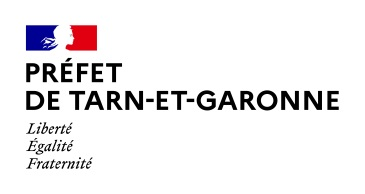 PRÉFET
DE TARN-ET-GARONNE
Liberté
Égalité
Fraternité